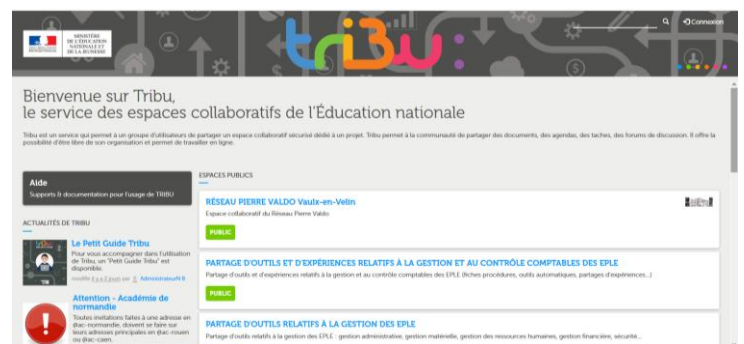 MINISTÈRE
DE L'ÉDUCATION
NATIONALE ET
DE LA JEUNESSE
tribu
Connexion
Bienvenue sur Tribu,
le service des espaces collaboratifs de l'Éducation nationale
Tribu est un service qui permet à un groupe d'utilisateurs de partager un espace collaboratif sécurisé dédié à un projet. Tribu permet à la communauté de partager des documents, des agendas, des taches, des forums de discussion. Il offre la
possibilité d'être libre de son organisation et permet de travailler en ligne.
Aide
Supports & documentation pour l'usage de TRIBU
ACTUALITÉS DE TRIBU
Le Petit Guide Tribu
Pour vous accompagner dans l'utilisation
de Tribu, un "Petit Guide Tribu" est
disponible.
modifié il y a 2 jours par Administrateur
Attention - Académie de
normandie
Toutes invitations faites à une adresse en
@ac-normandie, doivent se faire sur
leurs adresses principales en @ac-rouen
ou @ac-caen.
ESPACES PUBLICS
RÉSEAU PIERRE VALDO Vaulx-en-Velin
Espace collaboratif du Réseau Pierre Valdo
PUBLIC
PARTAGE D'OUTILS ET D'EXPÉRIENCES RELATIFS À LA GESTION ET AU CONTRÔLE COMPTABLES DES EPLE
Partage d'outils et d'expériences relatifs à la gestion et au contrôle comptables des EPLE (fiches procédures, outils automatiques, partages d'expériences...)
PUBLIC
PARTAGE D'OUTILS RELATIFS À LA GESTION DES EPLE
Partage d'outils relatifs à la gestion des EPLE : gestion administrative, gestion matérielle, gestion des ressources humaines, gestion financière, sécurité...